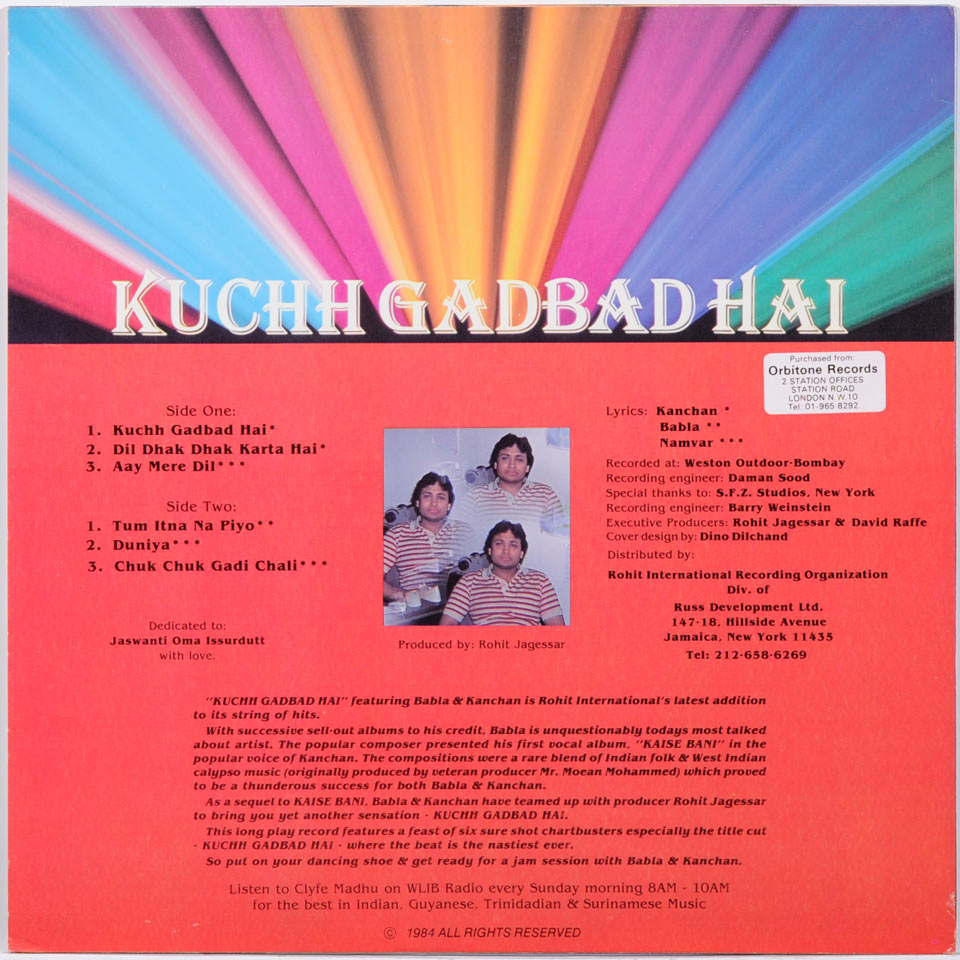 KUCHH GADBAD HAI
Purchased from:
Orbitone Records
2 STATION OFFICES
STATION ROAD
LONDON N.W.10
Tel: 01-965 8292
Side One:
1. Kuchh Gadbad Hai*
2. Dil Dhak Dhak Karta Hai*
3. Aay Mere Dil***
Side Two:
1. Tum Itna Na Piyo**
2. Duniya***
3. Chuk Chuk Gadi Chali***
Dedicated to:
Jaswanti Oma Issurdutt
with love.
Produced by: Rohit Jagessar
Lyrics: Kanchan *
Babla **
Namvar ***
Recorded at: Weston Outdoor-Bombay
Recording engineer: Daman Sood
Special thanks to: S.F.Z. Studios, New York
Recording engineer: Barry Weinstein
Executive Producers: Rohit Jagessar & David Raffe
Cover design by: Dino Dilchand
Distributed by:
Rohit International Recording Organization
Div. of
Russ Development Ltd.
147-18, Hillside Avenue
Jamaica, New York 11435
Tel: 212-658-6269
"KUCHH GADBAD HAI" featuring Babla & Kanchan is Rohit International's latest addition
to its string of hits.
With successive sell-out albums to his credit, Babla is unquestionably todays most talked
about artist. The popular composer presented his first vocal album, "KAISE BANI" in the
popular voice of Kanchan. The compositions were a rare blend of Indian folk & West Indian
calypso music (originally produced by veteran producer Mr. Moean Mohammed) which proved
to be a thunderous success for both Babla & Kanchan.
As a sequel to KAISE BANI, Babla & Kanchan have teamed up with producer Rohit Jagessar
to bring you yet another sensation - KUCHH GADBAD HAI.
This long play record features a feast of six sure shot chartbusters especially the title cut
- KUCHH GADBAD HAI - where the beat is the nastiest ever.
So put on your dancing shoe & get ready for a jam session with Babla & Kanchan.
Listen to Clyfe Madhu on WLIB Radio every Sunday morning 8AM - 10AM
for the best in Indian, Guyanese, Trinidadian & Surinamese Music
© 1984 ALL RIGHTS RESERVED